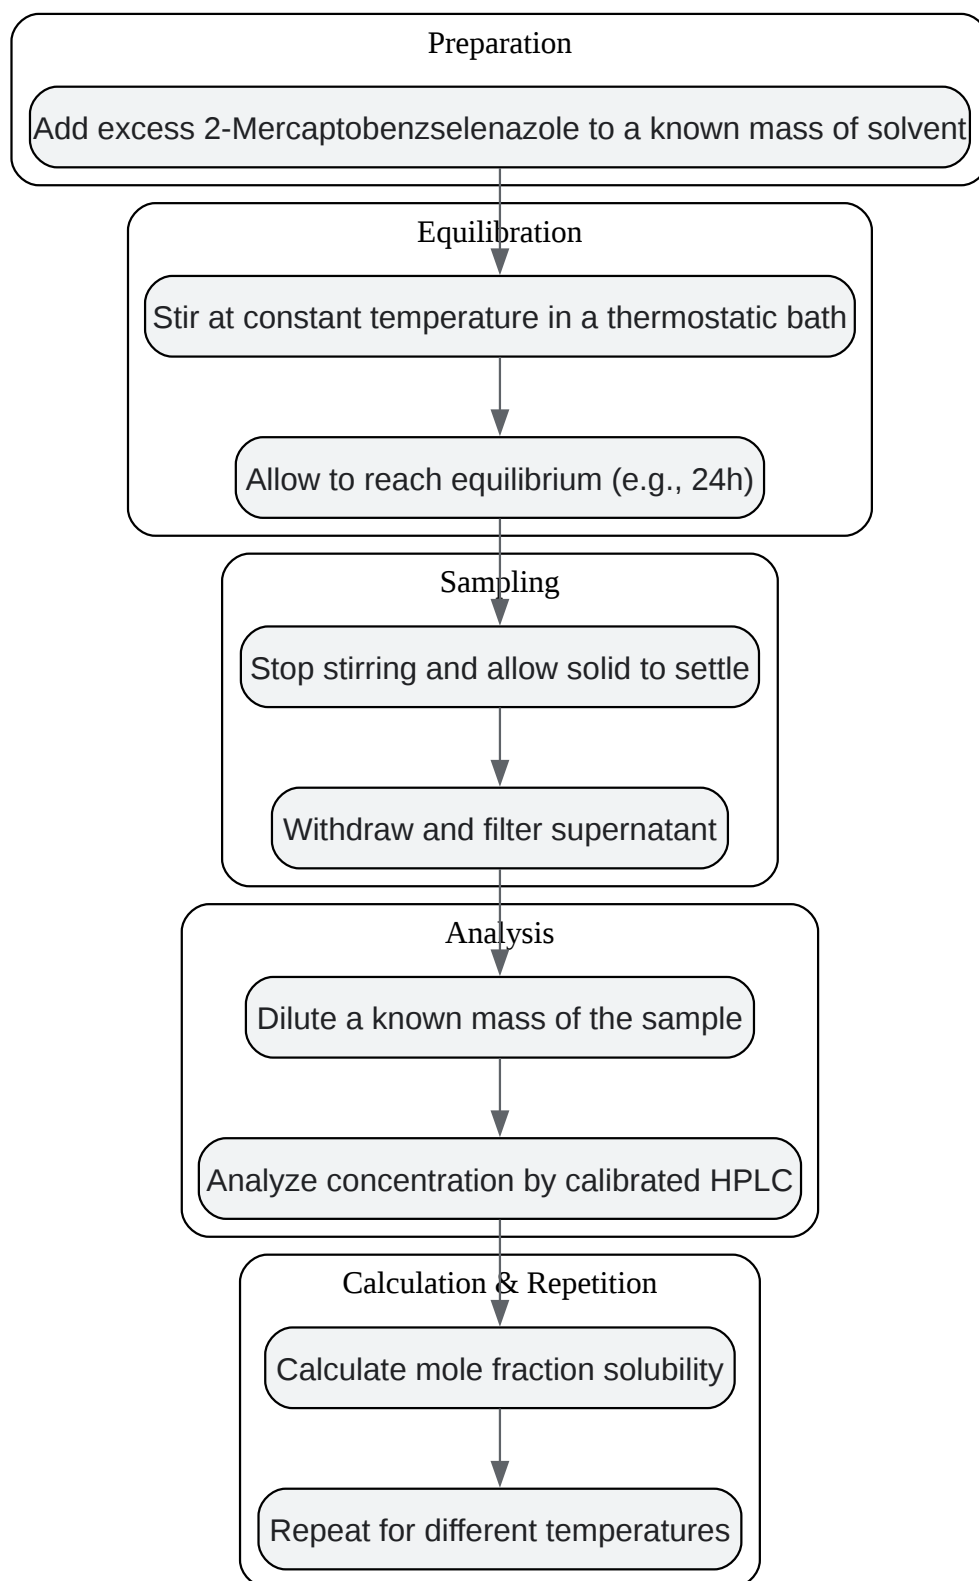 Preparation
Add excess 2-Mercaptobenzselenazole to a known mass of solvent
Equilibration
Stir at constant temperature in a thermostatic bath
Allow to reach equilibrium (e.g., 24h)
Sampling
Stop stirring and allow solid to settle
Withdraw and filter supernatant
Analysis
Dilute a known mass of the sample
Analyze concentration by calibrated HPLC
Calculation & Repetition
Calculate mole fraction solubility
Repeat for different temperatures